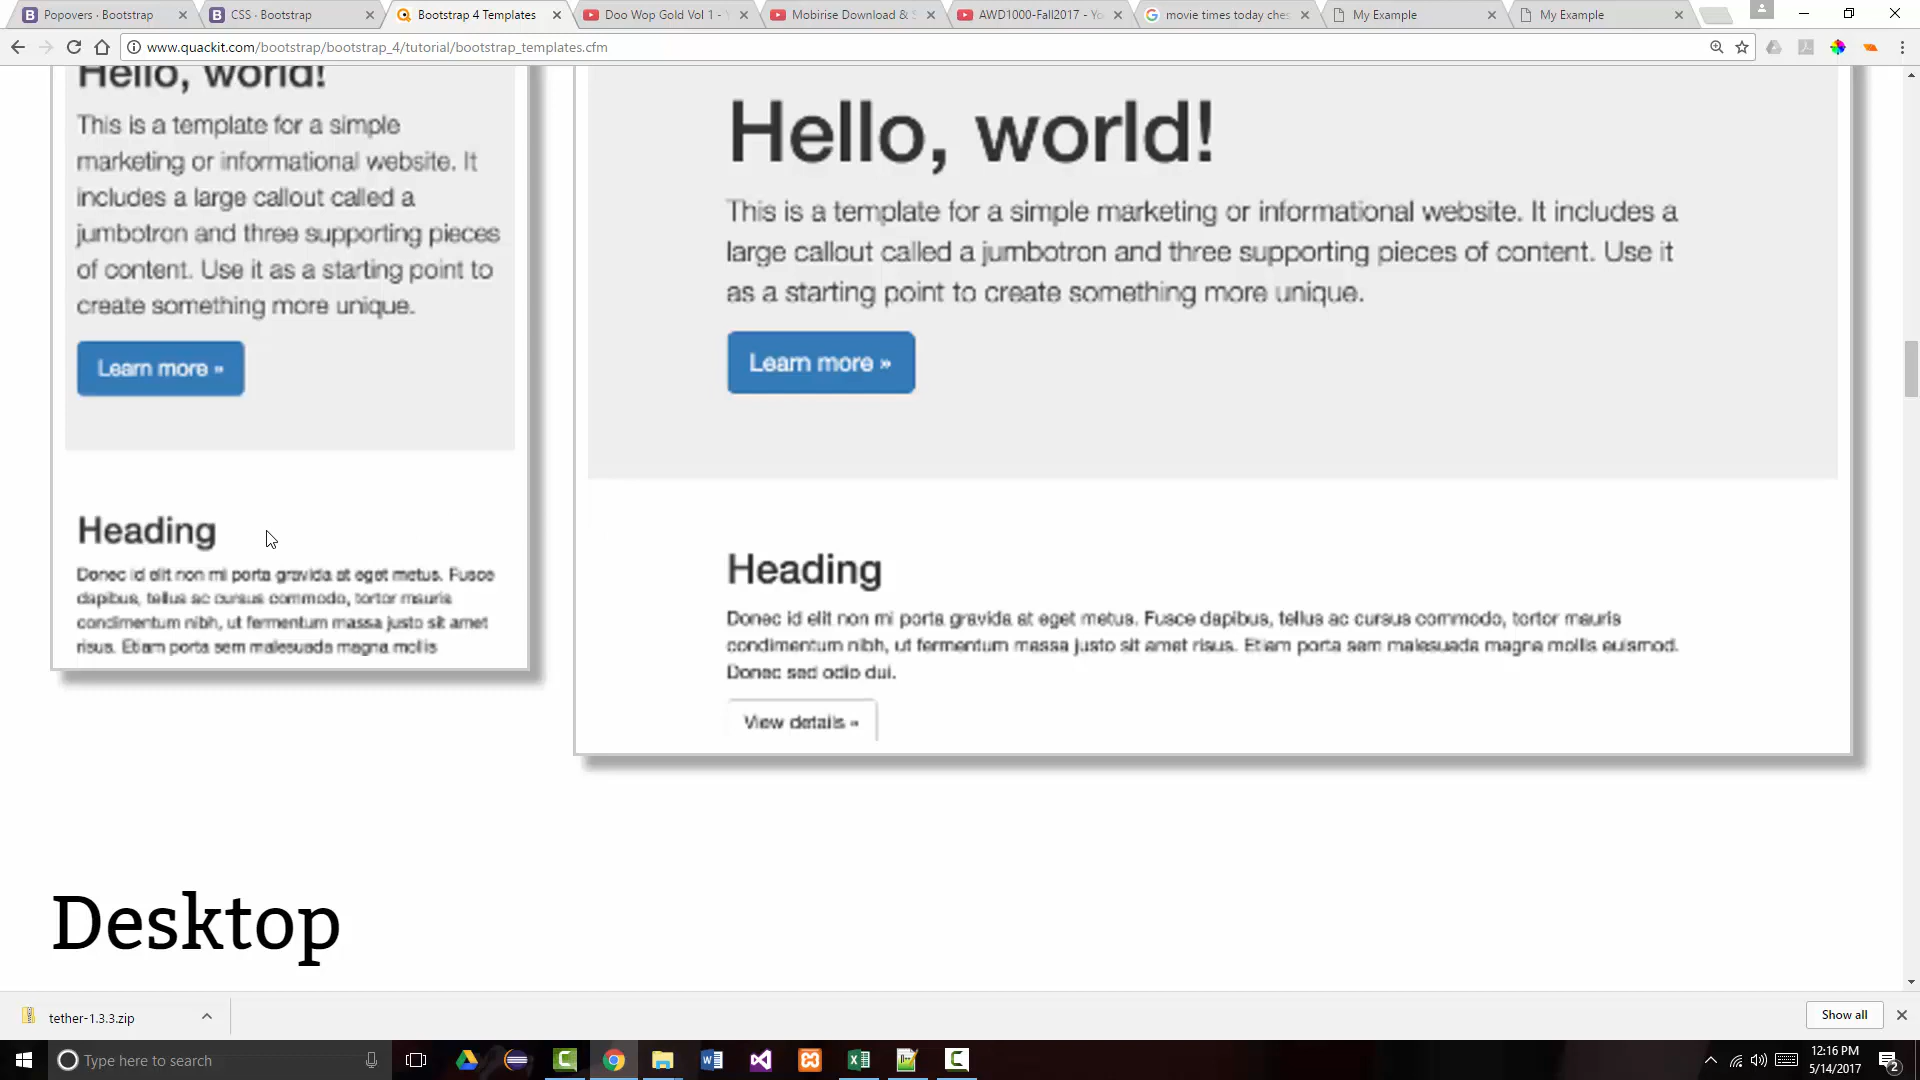 Popovers · Bootstrap
CSS · Bootstrap
Bootstrap 4 Templates
Doo Wop Gold Vol 1 -
Mobirise Download &
AWD1000-Fall2017 -
movie times today ches
My Example
My Example
www.quackit.com/bootstrap/bootstrap_4/tutorial/bootstrap_templates.cfm
Hello, world!
This is a template for a simple
marketing or informational website. It
includes a large callout called a
jumbotron and three supporting pieces
of content. Use it as a starting point to
create something more unique.
Learn more »
Heading
Donec id elit non mi porta gravida at eget metus. Fusce
dapibus, tellus ac cursus commodo, tortor mauris
condimentum nibh, ut fermentum massa justo sit amet
risus. Etiam porta sem malesuada magna mollis
Hello, world!
This is a template for a simple marketing or informational website. It includes a
large callout called a jumbotron and three supporting pieces of content. Use it
as a starting point to create something more unique.
Learn more »
Heading
Donec id elit non mi porta gravida at eget metus. Fusce dapibus, tellus ac cursus commodo, tortor mauris
condimentum nibh, ut fermentum massa justo sit amet risus. Etiam porta sem malesuada magna mollis euismod.
Donec sed odio dui.
View details »
Desktop
tether-1.3.3.zip
Show all
Type here to search
12:16 PM
5/14/2017
2